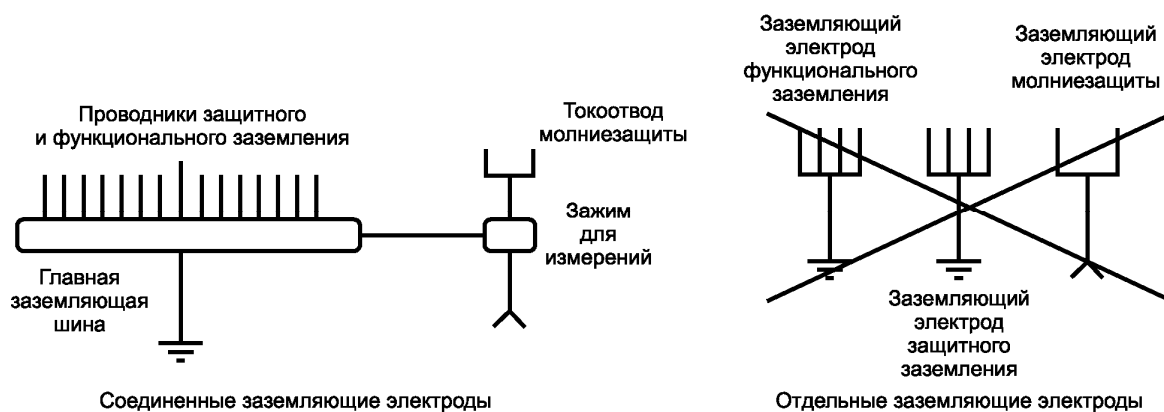 Проводники защитного
и функционального заземления
Токоотвод
молниезащиты
Зажим
для
измерений
Главная
заземляющая
шина
Соединенные заземляющие электроды
Заземляющий
электрод
функционального
заземления
Заземляющий
электрод
молниезащиты
Заземляющий
электрод
защитного
заземления
Отдельные заземляющие электроды